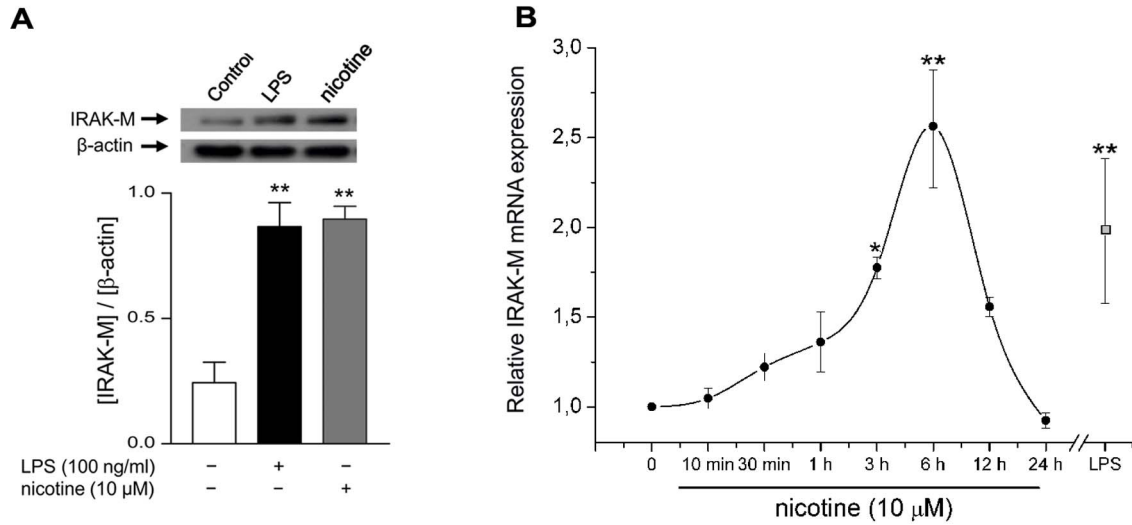 A
Control
LPS
nicotine
IRAK-M
β-actin
[IRAK-M] / [β-actin]
1.0
**
**
0.5
0.0
LPS (100 ng/ml) – + –
nicotine (10 µM) – – +
B
Relative IRAK-M mRNA expression
3,0
2,5
2,0
1,5
1,0
**
**
*
0 10 min 30 min 1 h 3 h 6 h 12 h 24 h LPS
nicotine (10 µM)